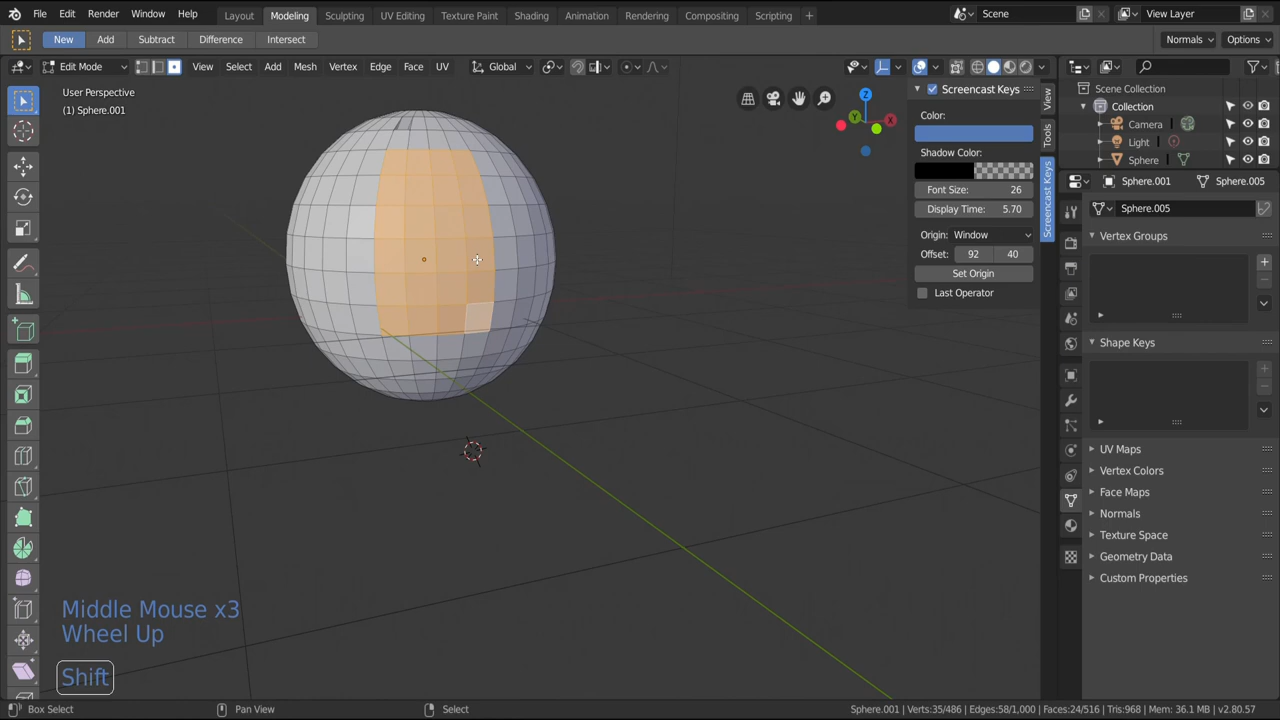 File Edit Render Window Help Layout Modeling Sculpting UV Editing Texture Paint Shading Animation Rendering Compositing Scripting + Scene View Layer
New Add Subtract Difference Intersect Normals Options
Edit Mode View Select Add Mesh Vertex Edge Face UV Global
User Perspective
(1) Sphere.001
Z
Y
X
Screencast Keys
Color:
Shadow Color:
Font Size: 26
Display Time: 5.70
Origin: Window
Offset: 92 40
Set Origin
Last Operator
View
Tools
Screencast Keys
Scene Collection
Collection
Camera
Light
Sphere
Sphere.001 Sphere.005
Sphere.005
Vertex Groups
Shape Keys
UV Maps
Vertex Colors
Face Maps
Normals
Texture Space
Geometry Data
Custom Properties
Middle Mouse x3
Wheel Up
Shift
Box Select Pan View Select Sphere.001 | Verts:35/486 | Edges:58/1,000 | Faces:24/516 | Tris:968 | Mem: 36.1 MB | v2.80.57